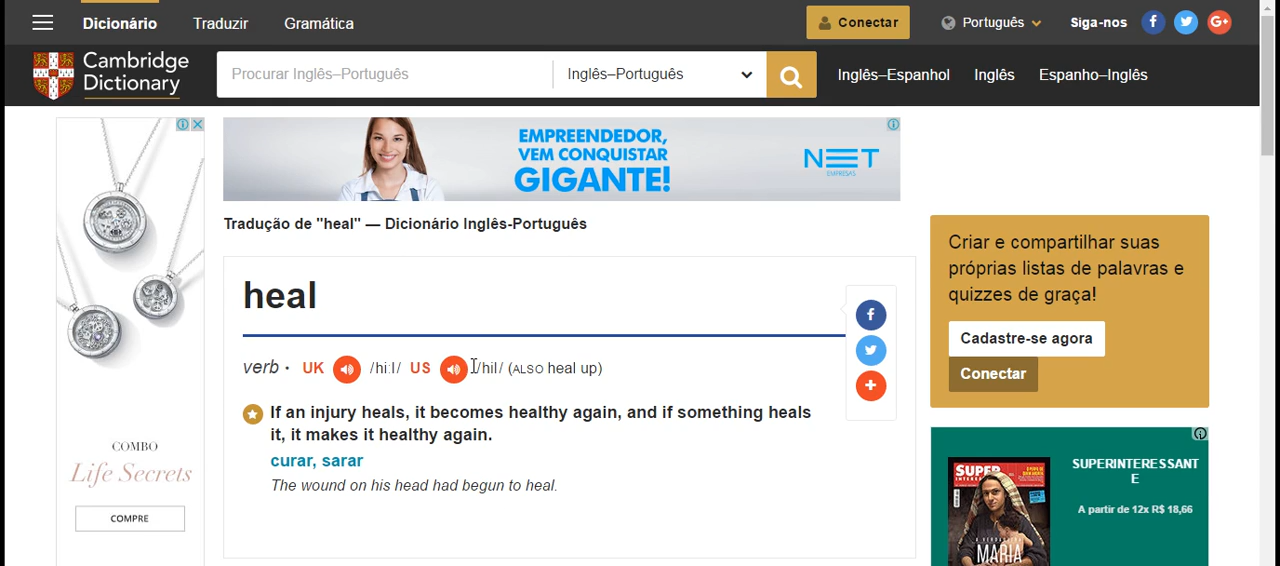 Dicionário Traduzir Gramática Conectar Português Siga-nos f G+
Cambridge
Dictionary
Procurar Inglês–Português Inglês–Português Inglês–Espanhol Inglês Espanho–Inglês
EMPREENDEDOR,
VEM CONQUISTAR
GIGANTE!
NET
EMPRESAS
Tradução de "heal" — Dicionário Inglês-Português
heal
verb · UK /hiːl/ US /hil/ (ALSO heal up)
If an injury heals, it becomes healthy again, and if something heals
it, it makes it healthy again.
curar, sarar
The wound on his head had begun to heal.
f
+
COMBO
Life Secrets
COMPRE
Criar e compartilhar suas
próprias listas de palavras e
quizzes de graça!
Cadastre-se agora
Conectar
SUPER
MARIA
SUPERINTERESSANT
E
A partir de 12x R$ 18,66